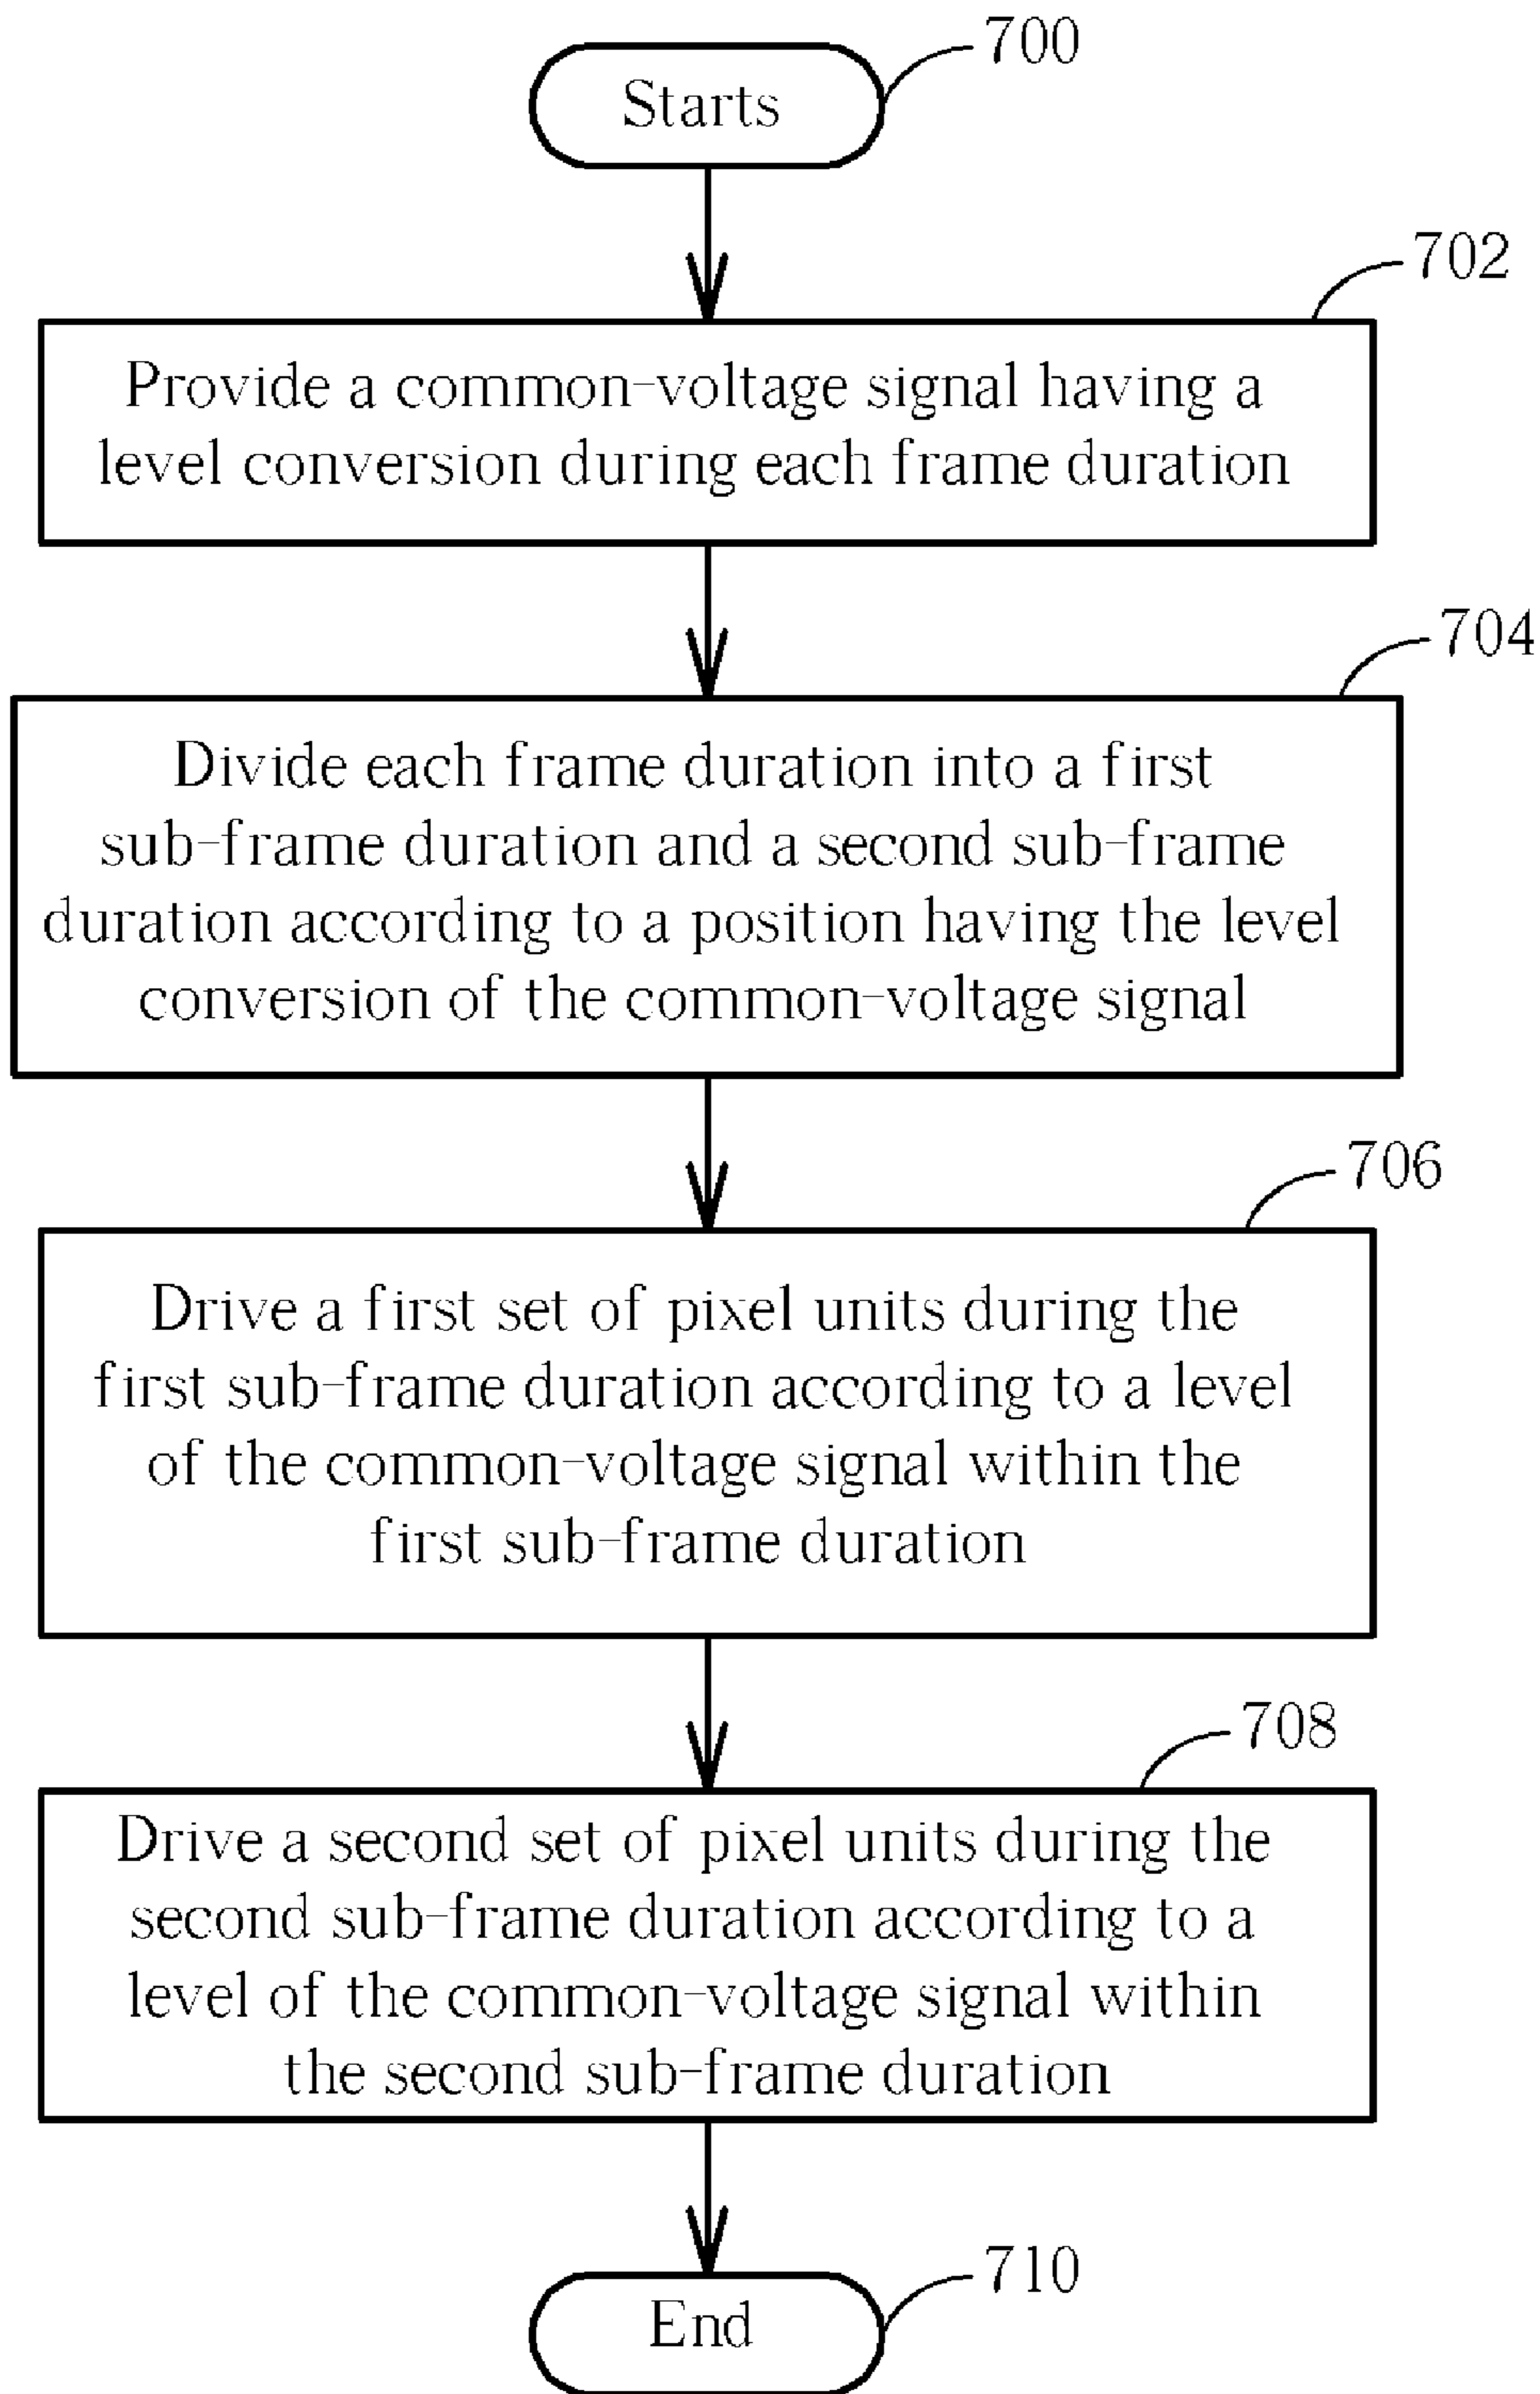 700
Starts
702
Provide a common-voltage signal having a
level conversion during each frame duration
704
Divide each frame duration into a first
sub-frame duration and a second sub-frame
duration according to a position having the level
conversion of the common-voltage signal
706
Drive a first set of pixel units during the
first sub-frame duration according to a level
of the common-voltage signal within the
first sub-frame duration
708
Drive a second set of pixel units during the
second sub-frame duration according to a
level of the common-voltage signal within
the second sub-frame duration
710
End